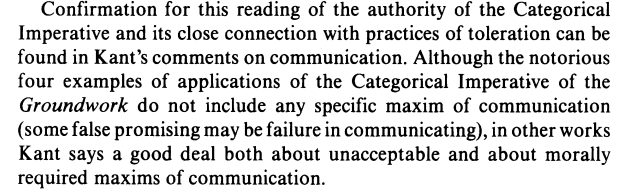 Confirmation for this reading of the authority of the Categorical
Imperative and its close connection with practices of toleration can be
found in Kant's comments on communication. Although the notorious
four examples of applications of the Categorical Imperative of the
Groundwork do not include any specific maxim of communication
(some false promising may be failure in communicating), in other works
Kant says a good deal both about unacceptable and about morally
required maxims of communication.